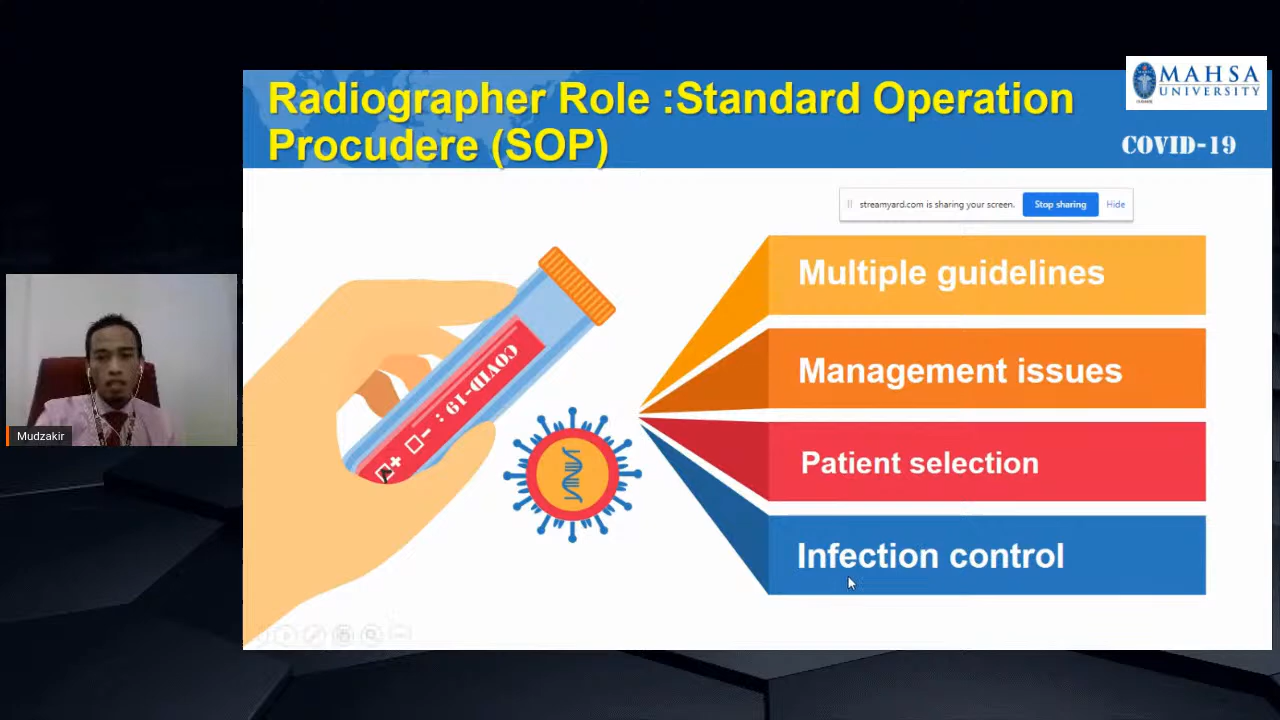 Radiographer Role :Standard Operation
Procudere (SOP)
MAHSA
UNIVERSITY
COVID-19
streamyard.com is sharing your screen.
Stop sharing
Hide
Multiple guidelines
Management issues
Patient selection
Infection control
COVID-19 :
Mudzakir